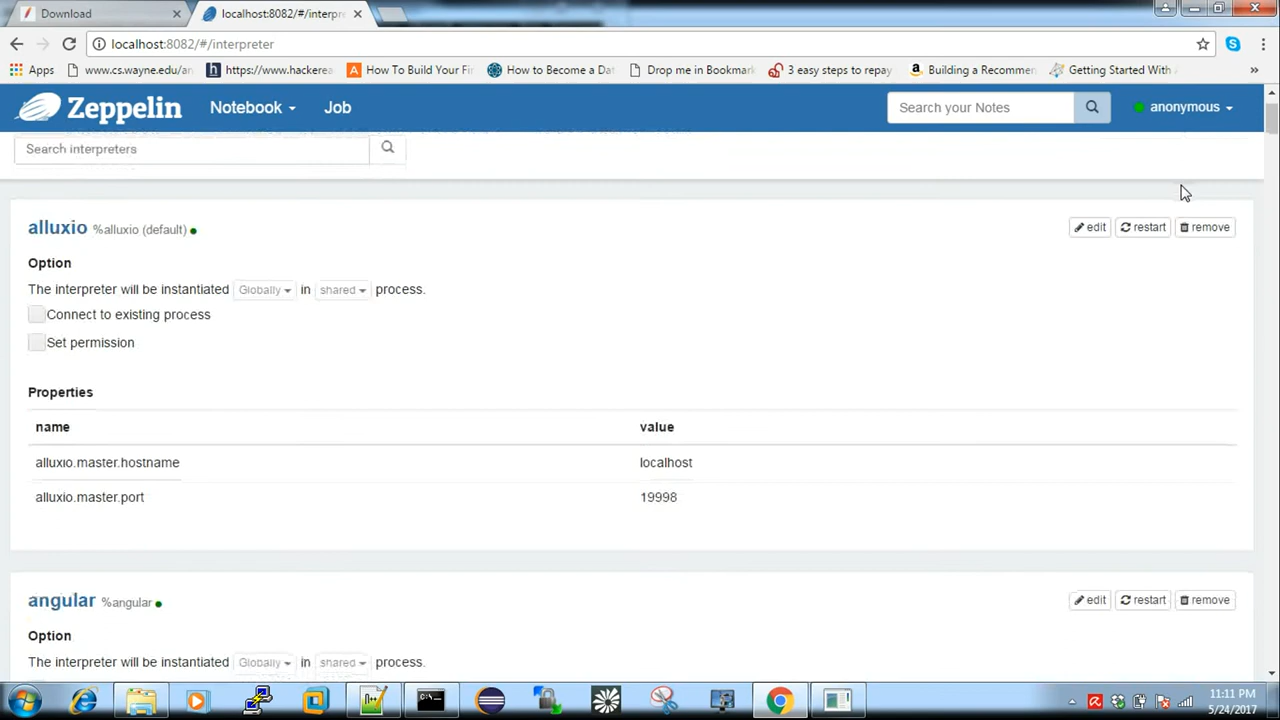 Download
localhost:8082/#/interpre
localhost:8082/#/interpreter
Apps
www.cs.wayne.edu/an
https://www.hackerea
How To Build Your Fir
How to Become a Dat
Drop me in Bookmar
3 easy steps to repay
Building a Recommen
Getting Started With A
»
Zeppelin
Notebook
Job
Search your Notes
anonymous
Search interpreters
alluxio %alluxio (default)
edit
restart
remove
Option
The interpreter will be instantiated Globally in shared process.
Connect to existing process
Set permission
Properties
name value
alluxio.master.hostname localhost
alluxio.master.port 19998
angular %angular
edit
restart
remove
Option
The interpreter will be instantiated Globally in shared process.
11:11 PM
5/24/2017